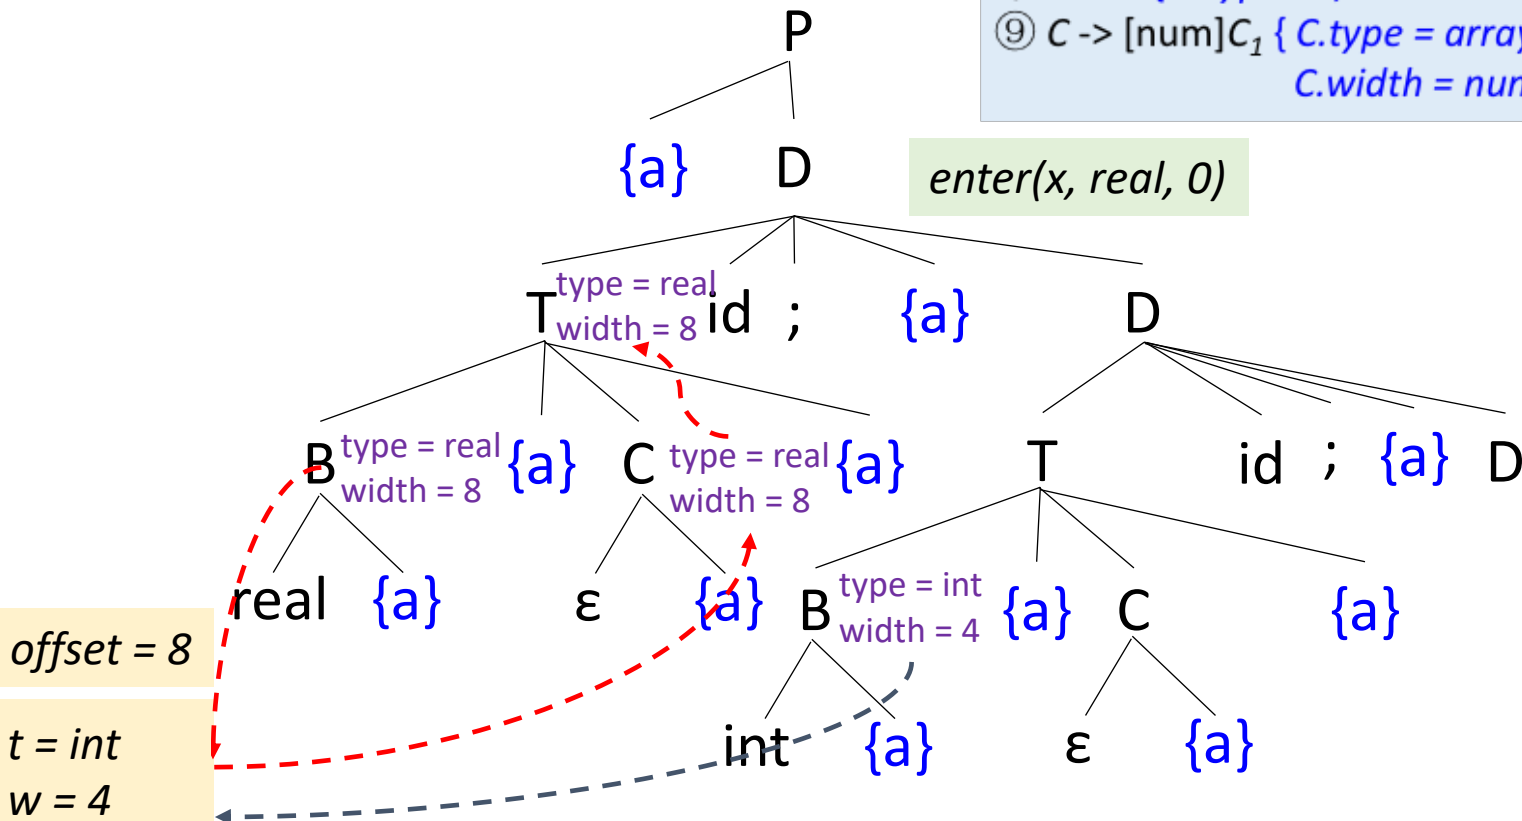 P
⑨ C -> [num]C₁ { C.type = array
C.width = num
{a} D
enter(x, real, 0)
T type = real
width = 8
id ; {a} D
B type = real
width = 8
{a} C type = real
width = 8
{a} T id ; {a} D
real {a} ε {a} B type = int
width = 4
{a} C {a}
offset = 8
t = int
w = 4
int {a} ε {a}